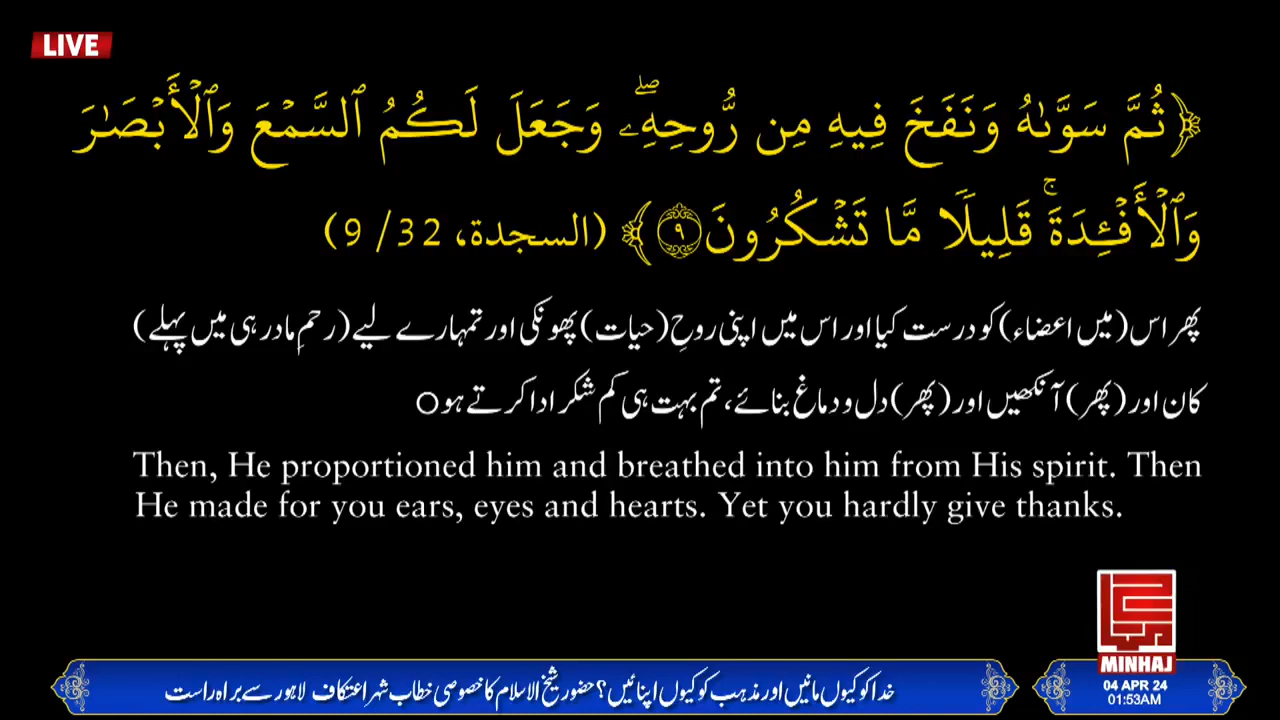 LIVE
﴿ثُمَّ سَوَّىٰهُ وَنَفَخَ فِيهِ مِن رُّوحِهِۦۖ وَجَعَلَ لَكُمُ ٱلسَّمۡعَ وَٱلۡأَبۡصَٰرَ
وَٱلۡأَفۡـِٔدَةَۚ قَلِيلٗا مَّا تَشۡكُرُونَ ٩﴾ (السجدة، 32/ 9)
پھر اس (میں اعضاء) کو درست کیا اور اس میں اپنی روحِ (حیات) پھونکی اور تمہارے لیے (رحمِ مادر ہی میں پہلے)
کان اور (پھر) آنکھیں اور (پھر) دل و دماغ بنائے، تم بہت ہی کم شکر ادا کرتے ہو○
Then, He proportioned him and breathed into him from His spirit. Then
He made for you ears, eyes and hearts. Yet you hardly give thanks.
MINHAJ
خدا کو کیوں مانیں اور مذہب کو کیوں اپنائیں؟ حضور شیخ الاسلام کا خصوصی خطاب شہر اعتکاف لاہور سے براہ راست
04 APR 24
01:53AM